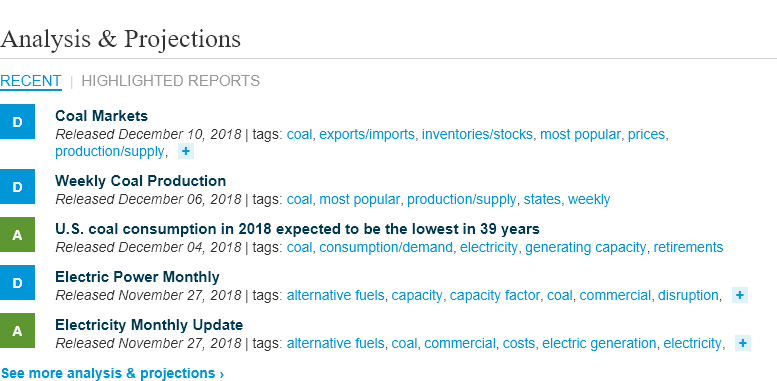 Analysis & Projections
RECENT | HIGHLIGHTED REPORTS
D Coal Markets
Released December 10, 2018 | tags: coal, exports/imports, inventories/stocks, most popular, prices,
production/supply, +
D Weekly Coal Production
Released December 06, 2018 | tags: coal, most popular, production/supply, states, weekly
A U.S. coal consumption in 2018 expected to be the lowest in 39 years
Released December 04, 2018 | tags: coal, consumption/demand, electricity, generating capacity, retirements
D Electric Power Monthly
Released November 27, 2018 | tags: alternative fuels, capacity, capacity factor, coal, commercial, disruption, +
A Electricity Monthly Update
Released November 27, 2018 | tags: alternative fuels, coal, commercial, costs, electric generation, electricity, +
See more analysis & projections ›